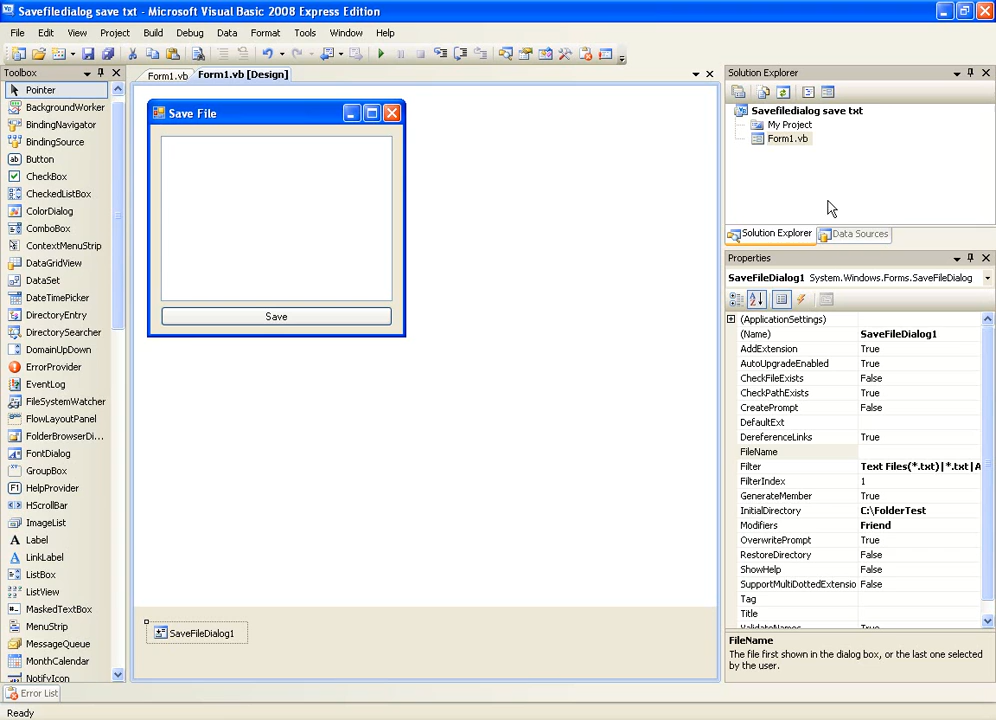 Savefiledialog save txt - Microsoft Visual Basic 2008 Express Edition
File Edit View Project Build Debug Data Format Tools Window Help
Toolbox
Pointer
BackgroundWorker
BindingNavigator
BindingSource
Button
CheckBox
CheckedListBox
ColorDialog
ComboBox
ContextMenuStrip
DataGridView
DataSet
DateTimePicker
DirectoryEntry
DirectorySearcher
DomainUpDown
ErrorProvider
EventLog
FileSystemWatcher
FlowLayoutPanel
FolderBrowserDi...
FontDialog
GroupBox
HelpProvider
HScrollBar
ImageList
Label
LinkLabel
ListBox
ListView
MaskedTextBox
MenuStrip
MessageQueue
MonthCalendar
NotifyIcon
Form1.vb Form1.vb [Design]
Save File
Save
SaveFileDialog1
Solution Explorer
Savefiledialog save txt
My Project
Form1.vb
Solution Explorer Data Sources
Properties
SaveFileDialog1 System.Windows.Forms.SaveFileDialog
(ApplicationSettings)
(Name) SaveFileDialog1
AddExtension True
AutoUpgradeEnabled True
CheckFileExists False
CheckPathExists True
CreatePrompt False
DefaultExt
DereferenceLinks True
FileName
Filter Text Files(*.txt)|*.txt|A
FilterIndex 1
GenerateMember True
InitialDirectory C:\FolderTest
Modifiers Friend
OverwritePrompt True
RestoreDirectory False
ShowHelp False
SupportMultiDottedExtensio False
Tag
Title
ValidateNames True
FileName
The file first shown in the dialog box, or the last one selected
by the user.
Error List
Ready